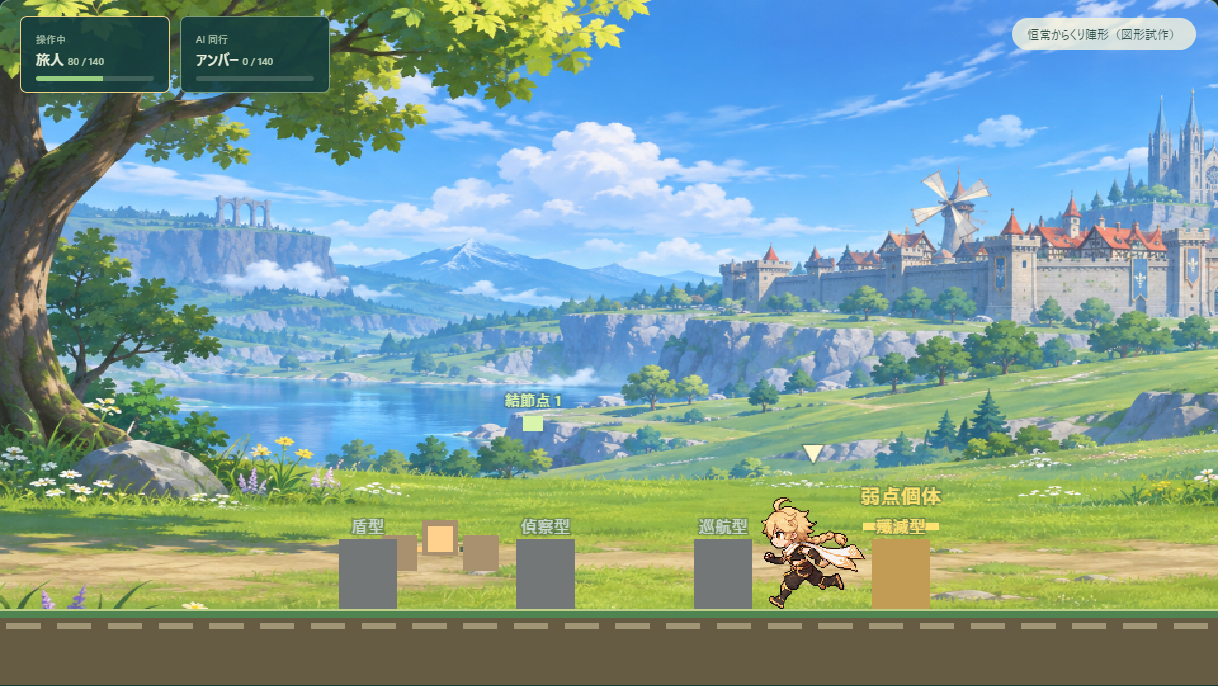 操作中
旅人 80 / 140
AI 同行
アンバー 0 / 140
恒常からくり陣形（図形試作）
結節点 1
弱点個体
盾型
偵察型
巡航型
殲滅型